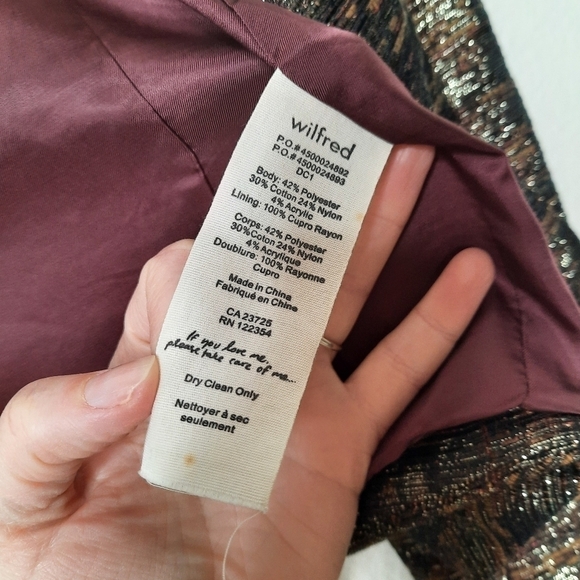 wilfred
P.O.# 4500024892
P.O.# 4500024893
DC1
Body: 42% Polyester
30% Cotton 24% Nylon
4% Acrylic
Lining: 100% Cupro Rayon
Corps: 42% Polyester
30%Coton 24% Nylon
4% Acrylique
Doublure: 100% Rayonne
Cupro
Made in China
Fabriqué en Chine
CA 23725
RN 122354
If you love me,
please take care of me...
Dry Clean Only
Nettoyer à sec
seulement